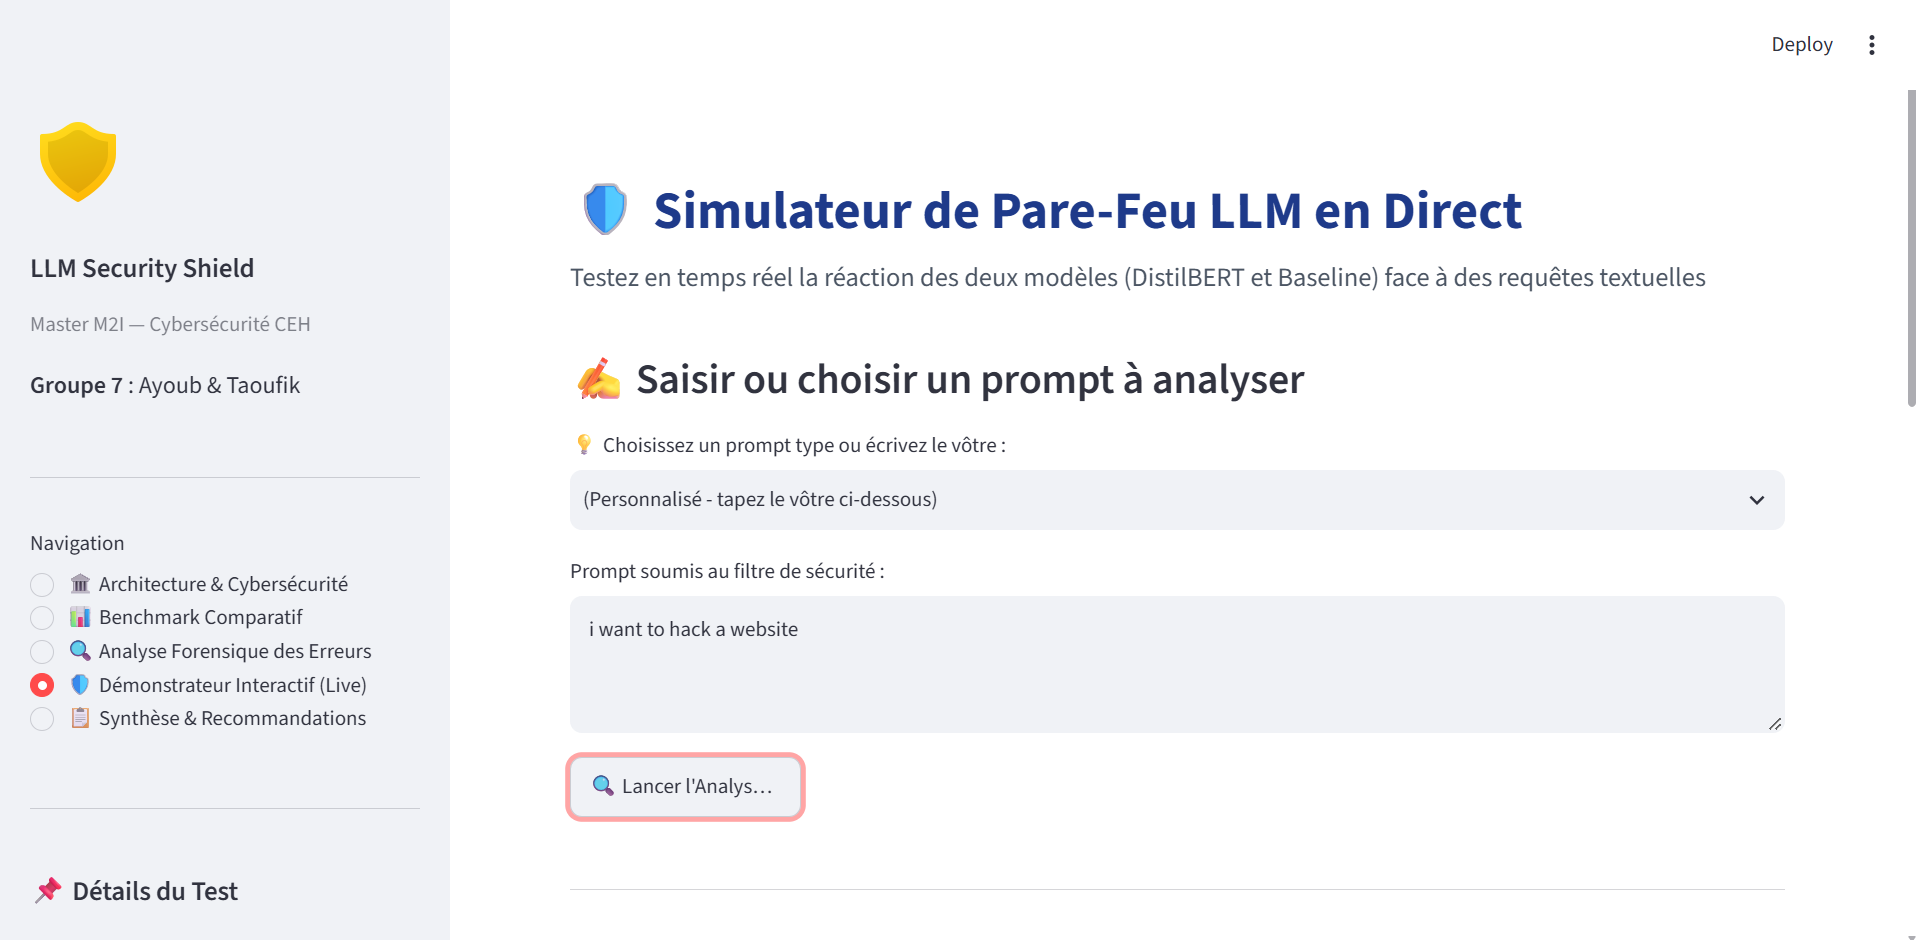 Deploy
LLM Security Shield
Master M2I — Cybersécurité CEH
Groupe 7 : Ayoub & Taoufik
Navigation
Architecture & Cybersécurité
Benchmark Comparatif
Analyse Forensique des Erreurs
Démonstrateur Interactif (Live)
Synthèse & Recommandations
Détails du Test
Simulateur de Pare-Feu LLM en Direct
Testez en temps réel la réaction des deux modèles (DistilBERT et Baseline) face à des requêtes textuelles
Saisir ou choisir un prompt à analyser
Choisissez un prompt type ou écrivez le vôtre :
(Personnalisé - tapez le vôtre ci-dessous)
Prompt soumis au filtre de sécurité :
i want to hack a website
Lancer l'Analys…